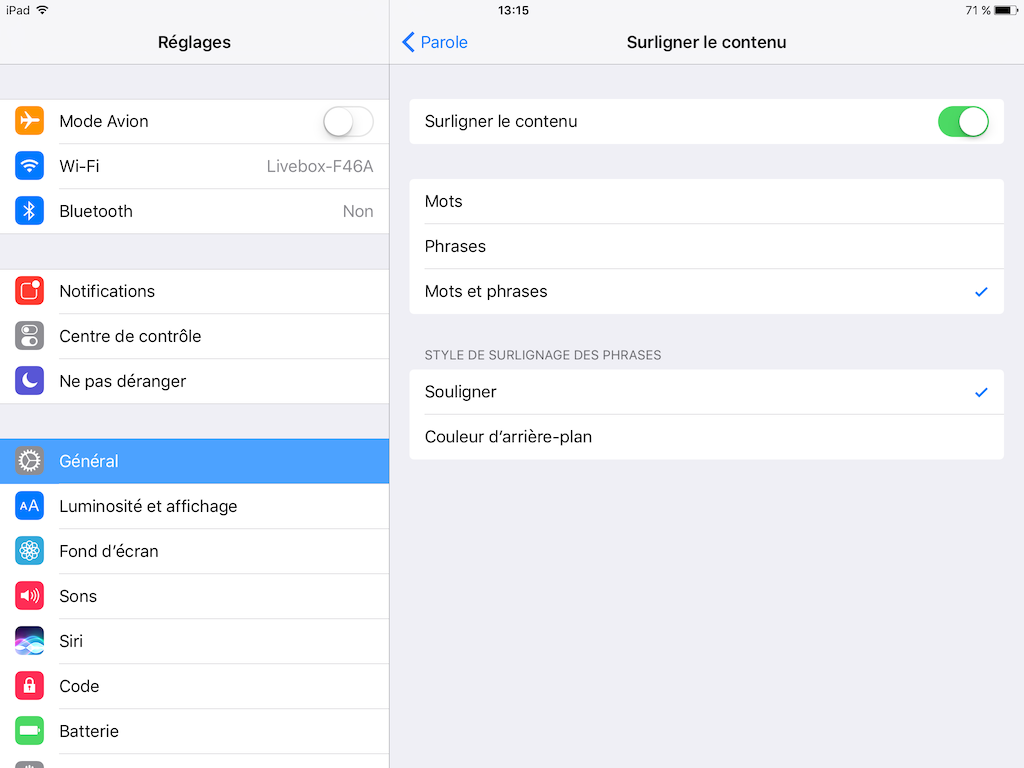 iPad
13:15
71 %
Réglages
Parole
Surligner le contenu
Mode Avion
Wi-Fi
Livebox-F46A
Bluetooth
Non
Notifications
Centre de contrôle
Ne pas déranger
Général
AA
Luminosité et affichage
Fond d’écran
Sons
Siri
Code
Batterie
Surligner le contenu
Mots
Phrases
Mots et phrases
STYLE DE SURLIGNAGE DES PHRASES
Souligner
Couleur d’arrière-plan